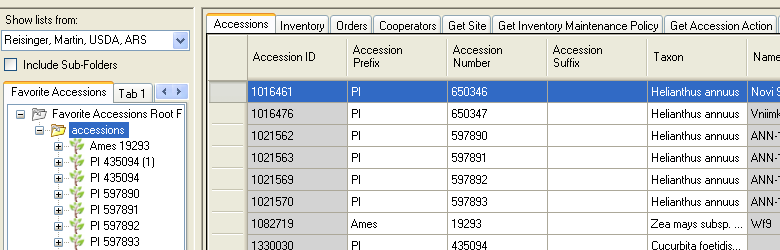 Show lists from:
Reisinger, Martin, USDA, ARS
Include Sub-Folders
Favorite Accessions Tab 1
Favorite Accessions Root F
accessions
Ames 19293
PI 435094 (1)
PI 435094
PI 597890
PI 597891
PI 597892
PI 597893
Accessions Inventory Orders Cooperators Get Site Get Inventory Maintenance Policy Get Accession Action
Accession ID Accession Prefix Accession Number Accession Suffix Taxon Name
1016461 PI 650346 Helianthus annuus Novi S
1016476 PI 650347 Helianthus annuus Vniimk
1021562 PI 597890 Helianthus annuus ANN-
1021563 PI 597891 Helianthus annuus ANN-
1021569 PI 597892 Helianthus annuus ANN-
1021570 PI 597893 Helianthus annuus ANN-
1082719 Ames 19293 Zea mays subsp. ... Wf9
1330030 PI 435094 Cucurbita foetidis...